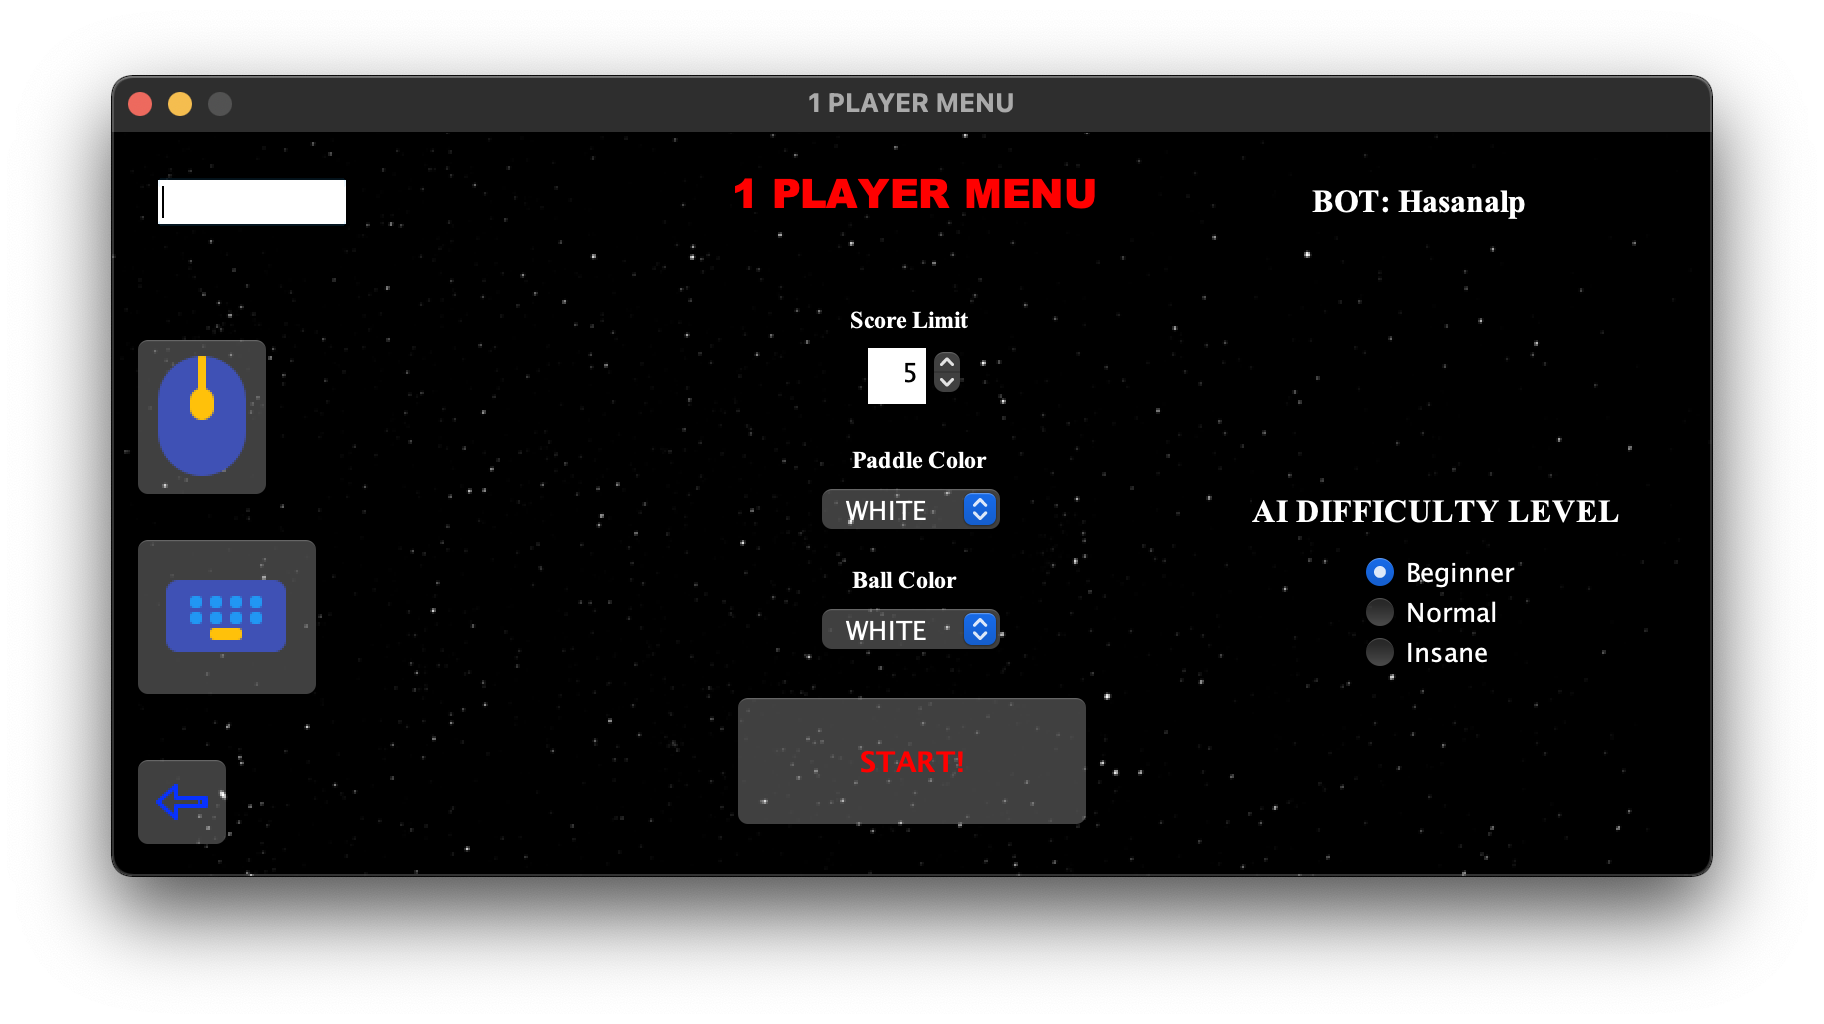 1 PLAYER MENU
1 PLAYER MENU
BOT: Hasanalp
Score Limit
5
Paddle Color
WHITE
Ball Color
WHITE
START!
AI DIFFICULTY LEVEL
Beginner
Normal
Insane